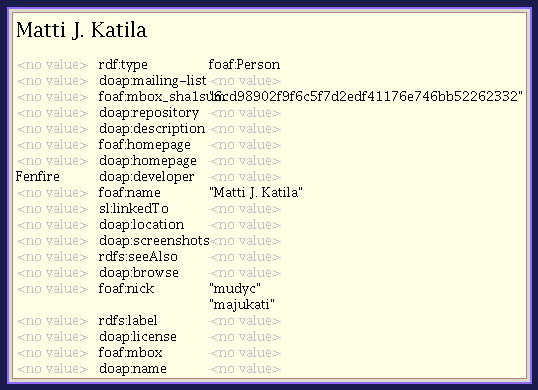 Matti J. Katila
<no value> rdf:type foaf:Person
<no value> doap:mailing-list <no value>
<no value> foaf:mbox_sha1sum
<no value> doap:repository <no value>
<no value> doap:description <no value>
<no value> foaf:homepage <no value>
<no value> doap:homepage <no value>
Fenfire doap:developer <no value>
<no value> foaf:name "Matti J. Katila"
<no value> sl:linkedTo <no value>
<no value> doap:location <no value>
<no value> doap:screenshots <no value>
<no value> rdfs:seeAlso <no value>
<no value> doap:browse <no value>
<no value> foaf:nick "mudyc"
"majukati"
<no value> rdfs:label <no value>
<no value> doap:license <no value>
<no value> foaf:mbox <no value>
<no value> doap:name <no value>